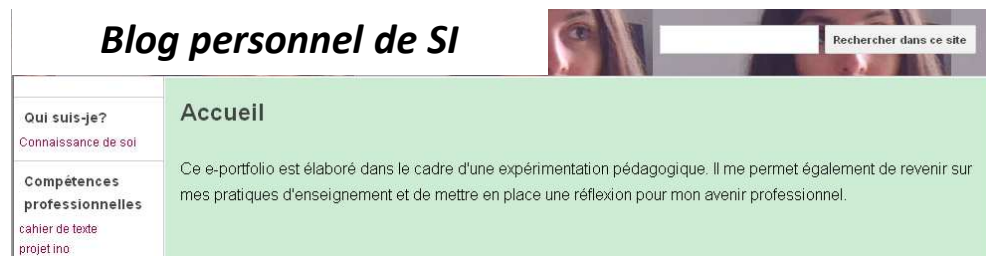 Blog personnel de SI
Rechercher dans ce site
Qui suis-je?
Connaissance de soi
Compétences
professionnelles
cahier de texte
projet ino
Accueil
Ce e-portfolio est élaboré dans le cadre d'une expérimentation pédagogique. Il me permet également de revenir sur
mes pratiques d'enseignement et de mettre en place une réflexion pour mon avenir professionnel.